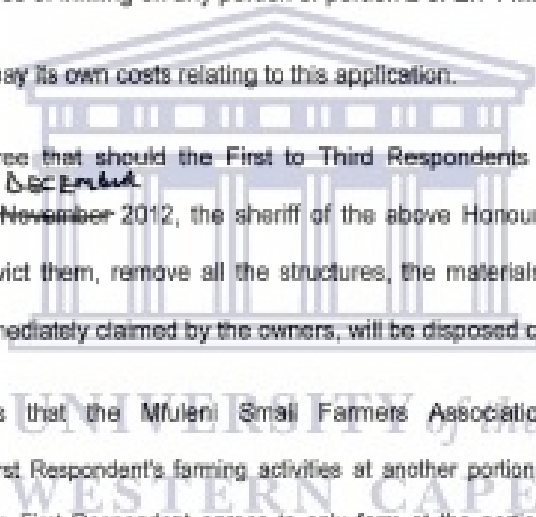 pay its own costs relating to this application.
ree that should the First to Third Respondents
DECEMBER
November 2012, the sheriff of the above Honour
vict them, remove all the structures, the materials
mediately claimed by the owners, will be disposed o
s that the Mfuleni Small Farmers Associatio
UNIVERSITY of the
rst Respondent's farming activities at another portion
WESTERN CAPE